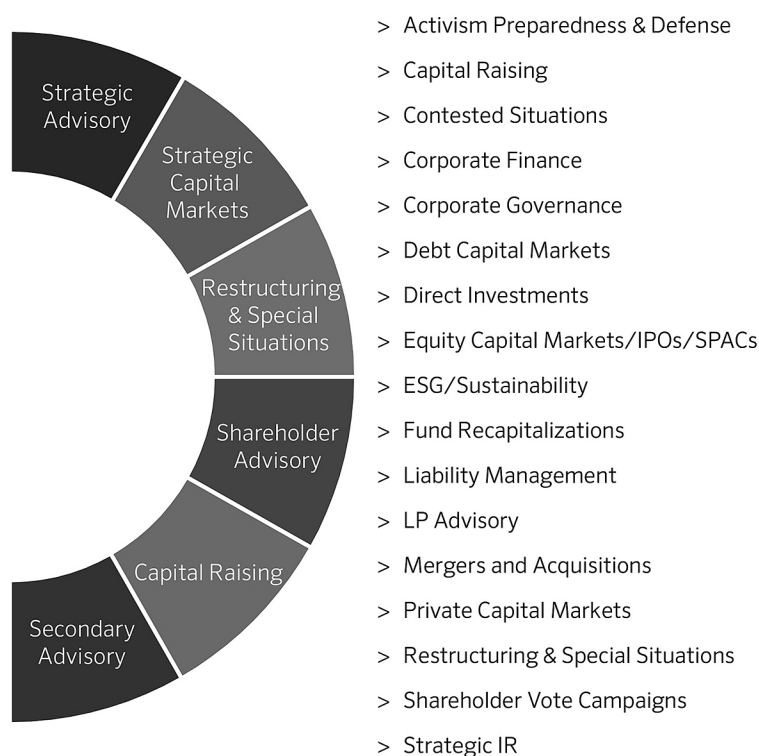 Strategic
Advisory
Strategic
Capital
Markets
Restructuring
& Special
Situations
Shareholder
Advisory
Capital Raising
Secondary
Advisory
> Activism Preparedness & Defense
> Capital Raising
> Contested Situations
> Corporate Finance
> Corporate Governance
> Debt Capital Markets
> Direct Investments
> Equity Capital Markets/IPOs/SPACs
> ESG/Sustainability
> Fund Recapitalizations
> Liability Management
> LP Advisory
> Mergers and Acquisitions
> Private Capital Markets
> Restructuring & Special Situations
> Shareholder Vote Campaigns
> Strategic IR